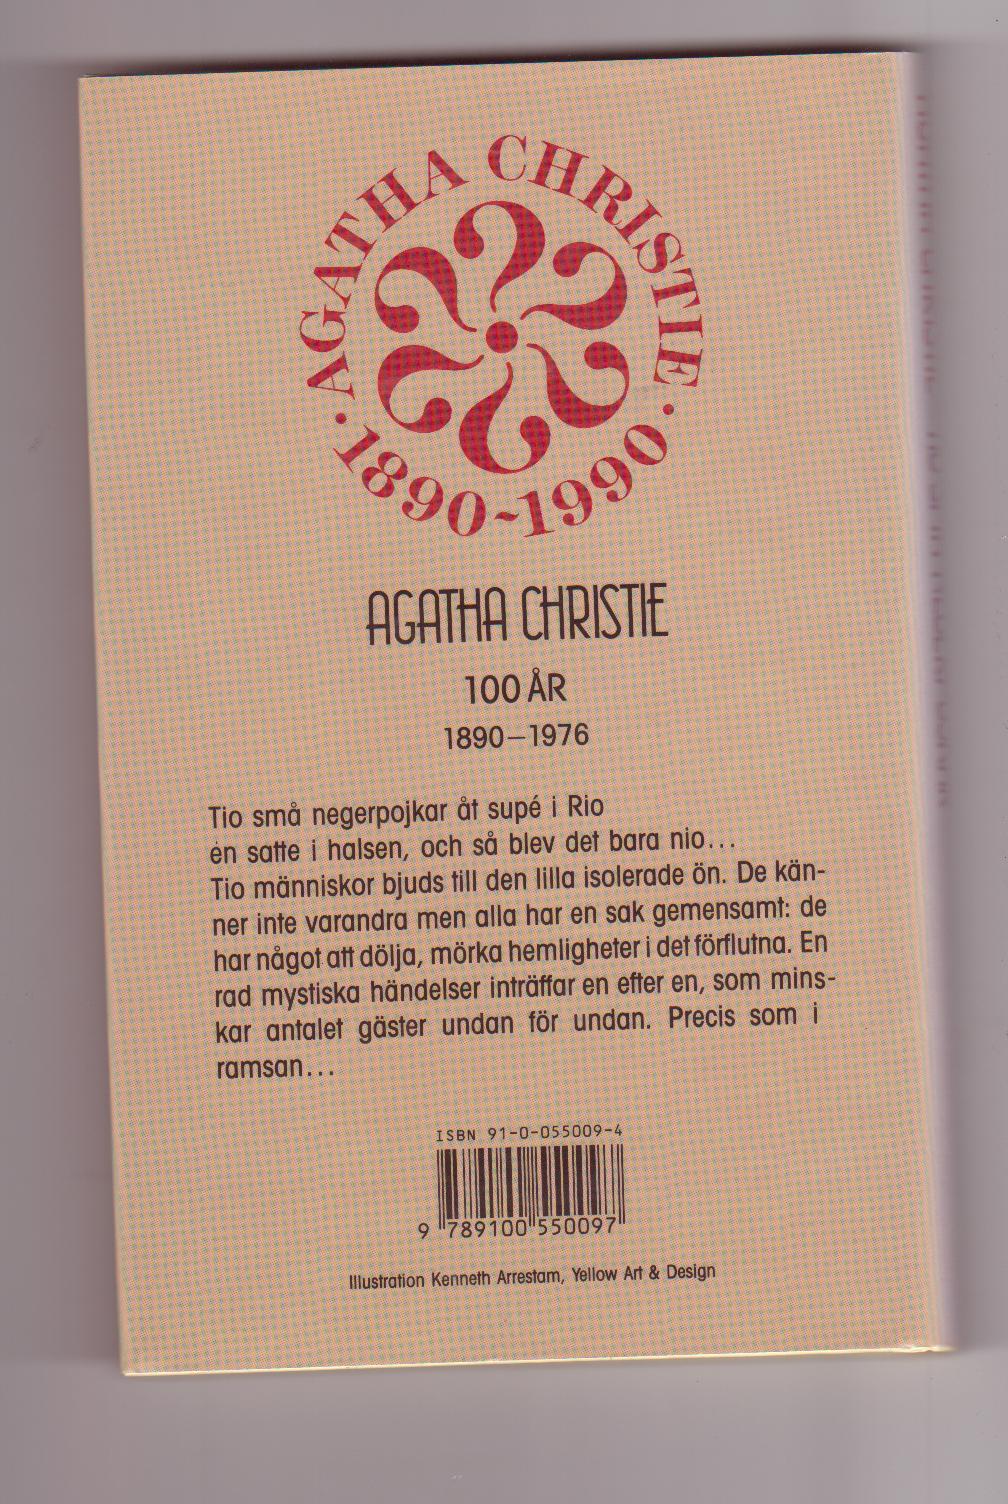 AGATHA CHRISTIE
· 1890-1990 ·
AGATHA CHRISTIE
100 ÅR
1890–1976
Tio små negerpojkar åt supé i Rio
en satte i halsen, och så blev det bara nio...
Tio människor bjuds till den lilla isolerade ön. De kän-
ner inte varandra men alla har en sak gemensamt: de
har något att dölja, mörka hemligheter i det förflutna. En
rad mystiska händelser inträffar en efter en, som mins-
kar antalet gäster undan för undan. Precis som i
ramsan...
ISBN 91-0-055009-4
9 789100 550097
Illustration Kenneth Arrestam, Yellow Art & Design